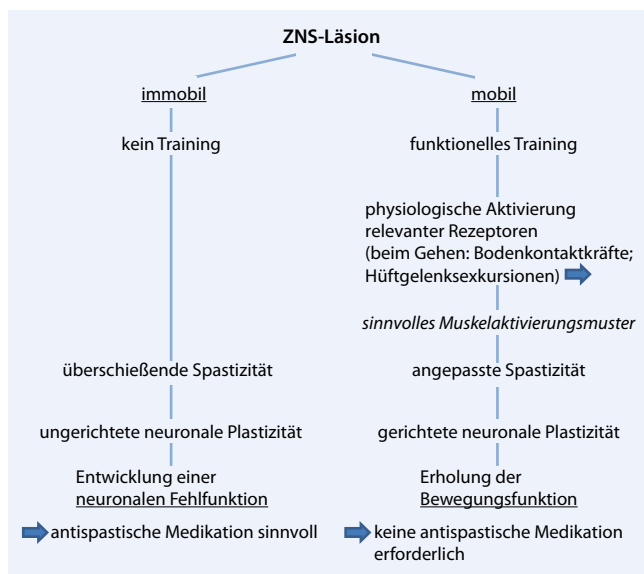 ZNS-Läsion
immobil
kein Training
überschießende Spastizität
ungerichtete neuronale Plastizität
Entwicklung einer
neuronalen Fehlfunktion
antispastische Medikation sinnvoll
mobil
funktionelles Training
physiologische Aktivierung
relevanter Rezeptoren
(beim Gehen: Bodenkontaktkräfte;
Hüftgelenksexkursionen)
sinnvolles Muskelaktivierungsmuster
angepasste Spastizität
gerichtete neuronale Plastizität
Erholung der
Bewegungsfunktion
keine antispastische Medikation
erforderlich